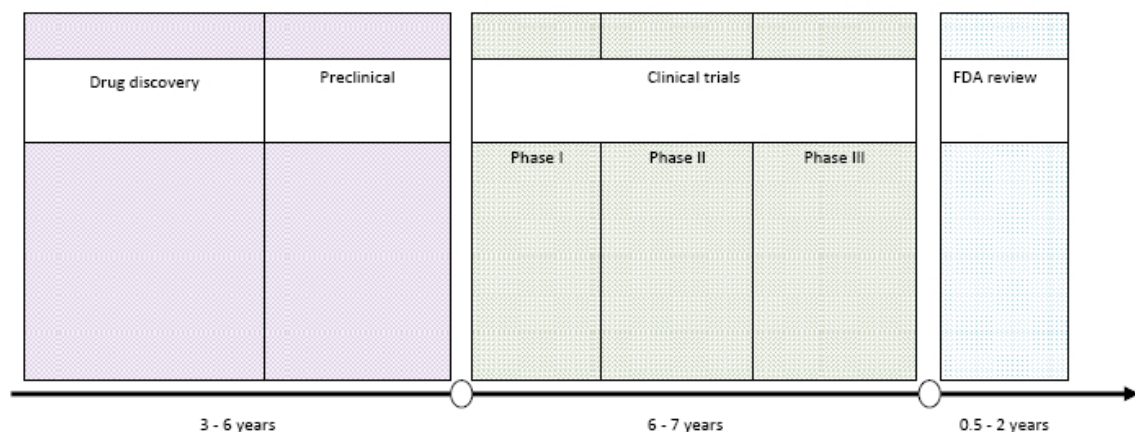 Drug discovery
Preclinical
Clinical trials
FDA review
Phase I
Phase II
Phase III
3 - 6 years
6 - 7 years
0.5 - 2 years